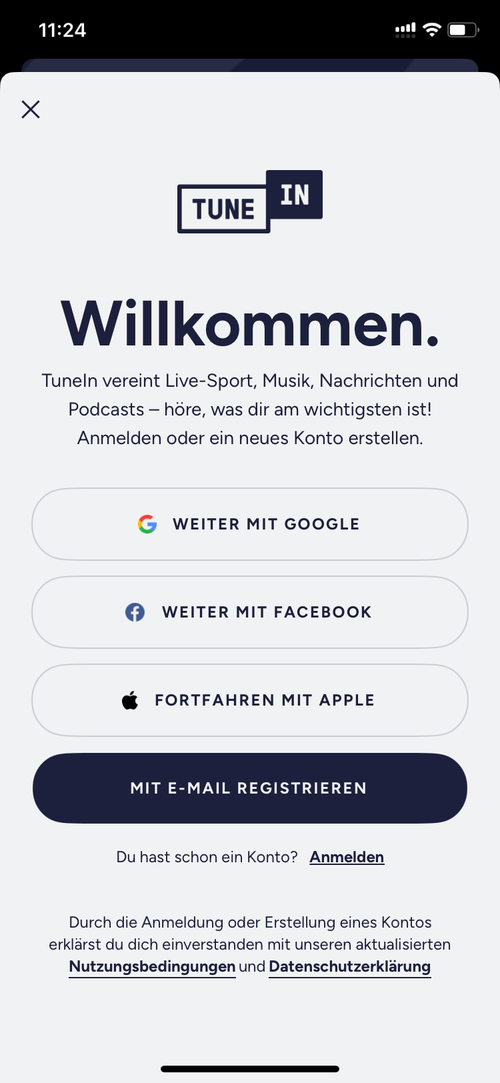 11:24
TUNE IN
Willkommen.
TuneIn vereint Live-Sport, Musik, Nachrichten und
Podcasts – höre, was dir am wichtigsten ist!
Anmelden oder ein neues Konto erstellen.
WEITER MIT GOOGLE
WEITER MIT FACEBOOK
FORTFAHREN MIT APPLE
MIT E-MAIL REGISTRIEREN
Du hast schon ein Konto? Anmelden
Durch die Anmeldung oder Erstellung eines Kontos
erklärst du dich einverstanden mit unseren aktualisierten
Nutzungsbedingungen und Datenschutzerklärung